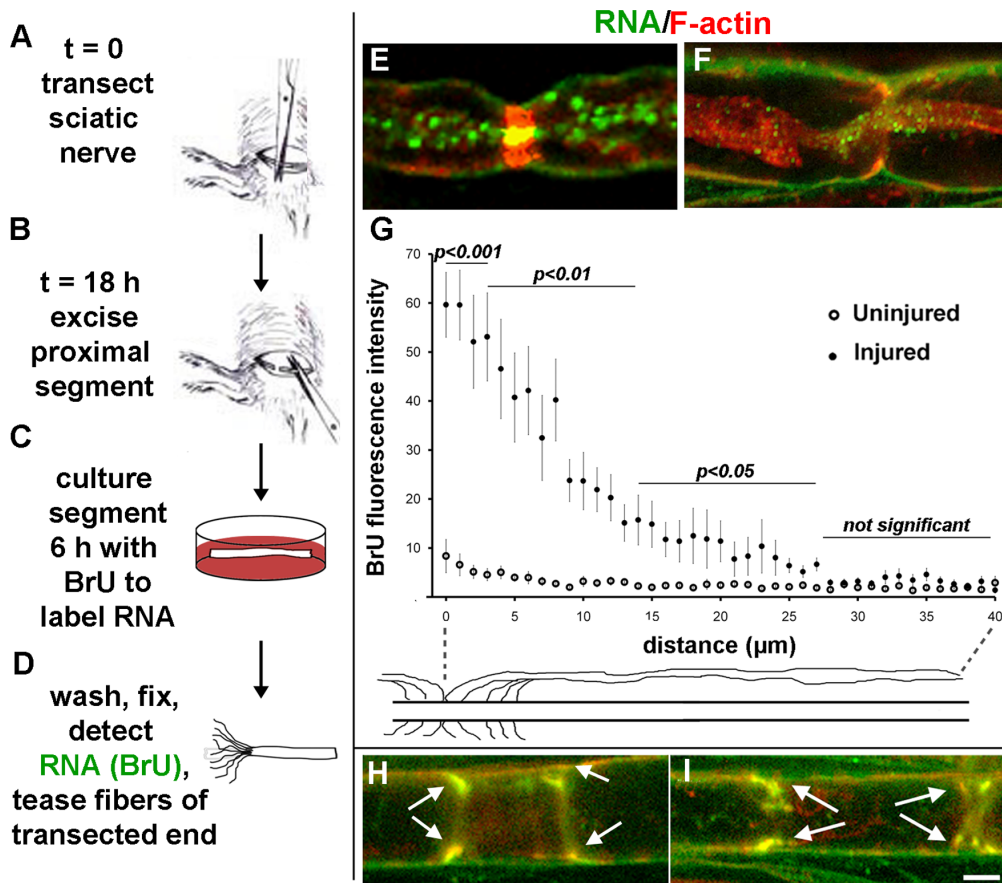 A
t = 0
transect
sciatic
nerve
B
t = 18 h
excise
proximal
segment
C
culture
segment
6 h with
BrU to
label RNA
D
wash, fix,
detect
RNA (BrU),
tease fibers of
transected end
RNA/F-actin
E
F
G
BrU fluorescence intensity
70
60
50
40
30
20
10
p<0.001
p<0.01
p<0.05
not significant
Uninjured
Injured
0 5 10 15 20 25 30 35 40
distance (µm)
H
I